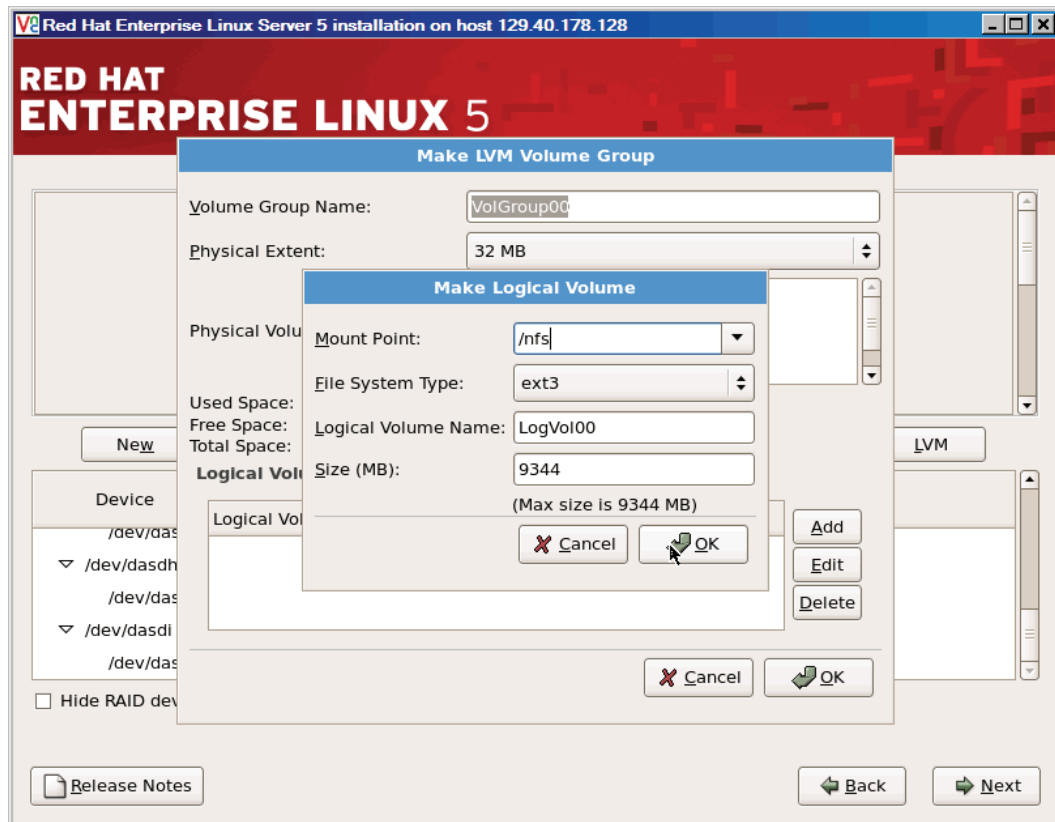 Red Hat Enterprise Linux Server 5 installation on host 129.40.178.128
RED HAT
ENTERPRISE LINUX 5
Make LVM Volume Group
Volume Group Name: VolGroup00
Physical Extent: 32 MB
Make Logical Volume
Physical Volu
Mount Point: /nfs
File System Type: ext3
Used Space:
Free Space:
Total Space:
Logical Volume Name: LogVol00
New
LVM
Logical Volu
Size (MB): 9344
(Max size is 9344 MB)
Device
Logical Vol
Add
/dev/das
Cancel
OK
/dev/dasdh
Edit
/dev/das
Delete
/dev/dasdi
/dev/das
Cancel
OK
Hide RAID dev
Release Notes
Back
Next